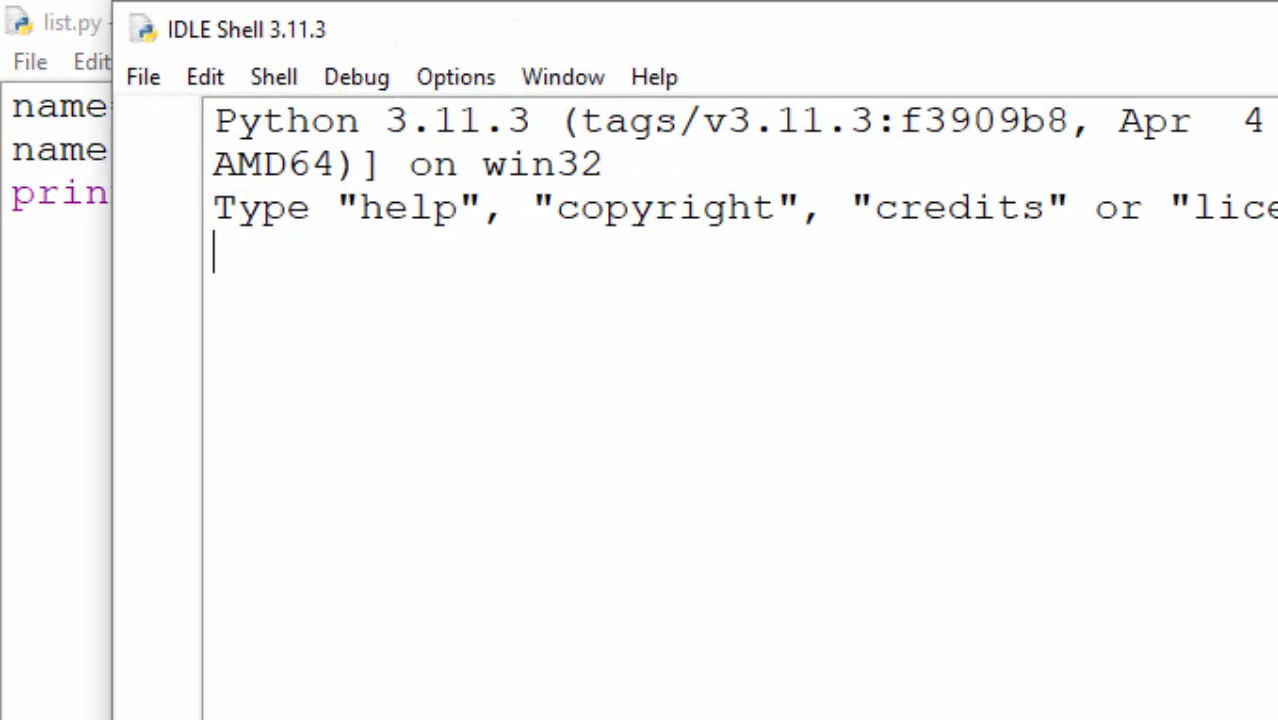 list.py -
File Edit
name=
name
prin
IDLE Shell 3.11.3
File Edit Shell Debug Options Window Help
Python 3.11.3 (tags/v3.11.3:f3909b8, Apr 4
AMD64)] on win32
Type "help", "copyright", "credits" or "lice